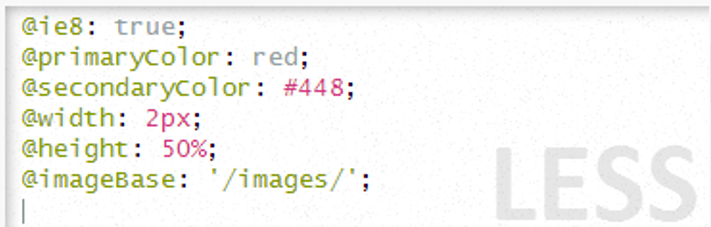 @ie8: true;
@primaryColor: red;
@secondaryColor: #448;
@width: 2px;
@height: 50%;
@imageBase: '/images/';
LESS